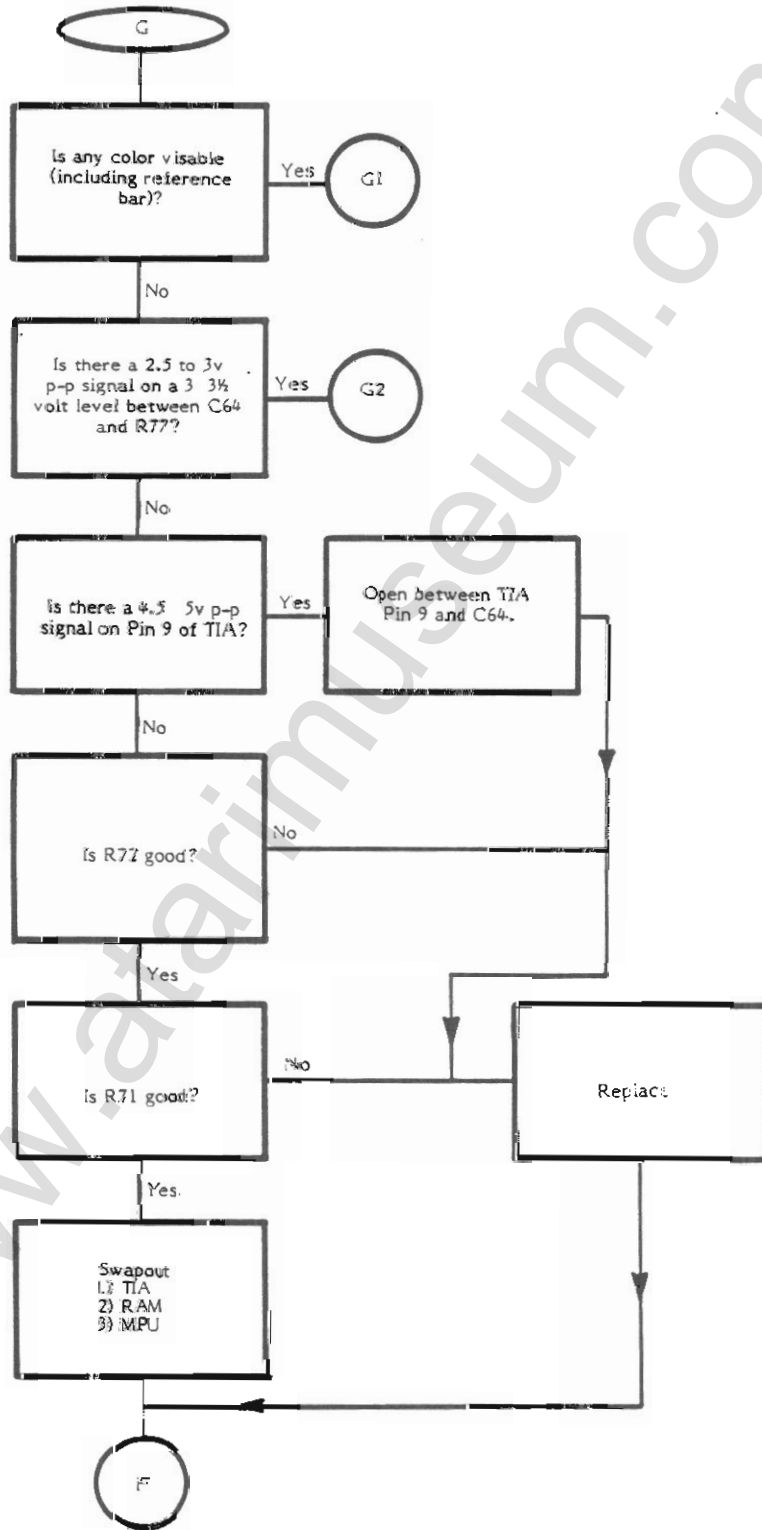 G
Is any color visable
(including reference
bar)?
Yes
G1
No
Is there a 2.5 to 3v
p-p signal on a 3 3½
volt level between C64
and R77?
Yes
G2
No
Is there a 4.5 5v p-p
signal on Pin 9 of TIA?
Yes
Open between TIA
Pin 9 and C64.
No
Is R77 good?
No
Yes
Is R71 good?
No
Replace
Yes
Swapout
1) TIA
2) RAM
3) MPU
F
www.atarimuseum.com